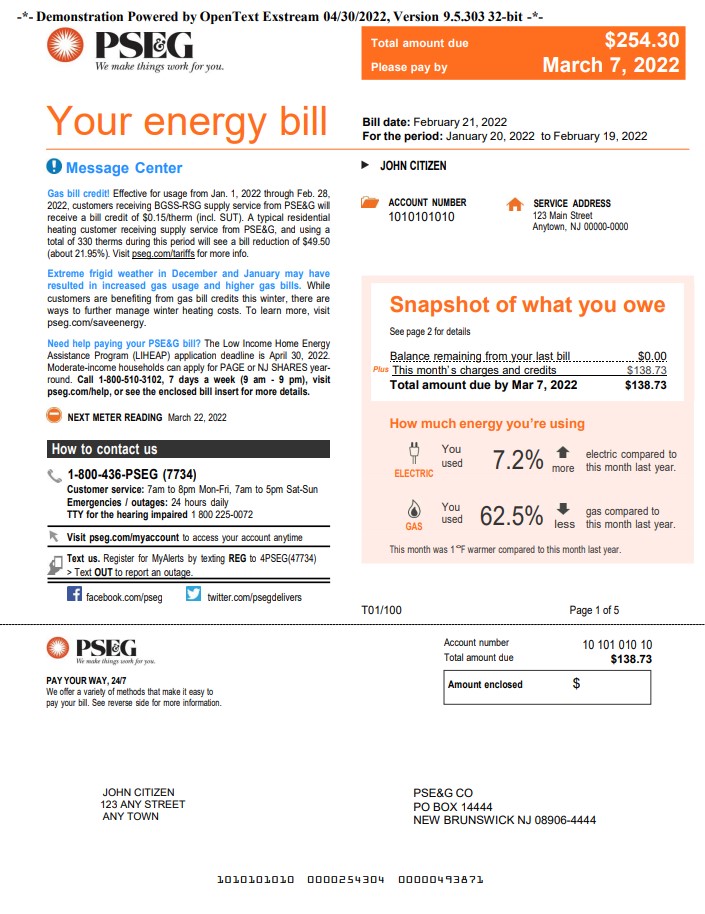 -*- Demonstration Powered by OpenText Exstream 04/30/2022, Version 9.5.303 32-bit -*-
PSEG
We make things work for you.
Total amount due $254.30
Please pay by March 7, 2022
Your energy bill
Bill date: February 21, 2022
For the period: January 20, 2022 to February 19, 2022
Message Center
Gas bill credit! Effective for usage from Jan. 1, 2022 through Feb. 28,
2022, customers receiving BGSS-RSG supply service from PSE&G will
receive a bill credit of $0.15/therm (incl. SUT). A typical residential
heating customer receiving supply service from PSE&G, and using a
total of 330 therms during this period will see a bill reduction of $49.50
(about 21.95%). Visit pseg.com/tariffs for more info.
Extreme frigid weather in December and January may have
resulted in increased gas usage and higher gas bills. While
customers are benefiting from gas bill credits this winter, there are
ways to further manage winter heating costs. To learn more, visit
pseg.com/saveenergy.
Need help paying your PSE&G bill? The Low Income Home Energy
Assistance Program (LIHEAP) application deadline is April 30, 2022.
Moderate-income households can apply for PAGE or NJ SHARES year-
round. Call 1-800-510-3102, 7 days a week (9 am - 9 pm), visit
pseg.com/help, or see the enclosed bill insert for more details.
NEXT METER READING March 22, 2022
How to contact us
1-800-436-PSEG (7734)
Customer service: 7am to 8pm Mon-Fri, 7am to 5pm Sat-Sun
Emergencies / outages: 24 hours daily
TTY for the hearing impaired 1 800 225-0072
Visit pseg.com/myaccount to access your account anytime
Text us. Register for MyAlerts by texting REG to 4PSEG(47734)
> Text OUT to report an outage.
facebook.com/pseg twitter.com/psegdelivers
JOHN CITIZEN
ACCOUNT NUMBER
1010101010
SERVICE ADDRESS
123 Main Street
Anytown, NJ 00000-0000
Snapshot of what you owe
See page 2 for details
Balance remaining from your last bill $0.00
Plus This month's charges and credits $138.73
Total amount due by Mar 7, 2022 $138.73
How much energy you're using
ELECTRIC You used 7.2% more electric compared to this month last year.
GAS You used 62.5% less gas compared to this month last year.
This month was 1°F warmer compared to this month last year.
T01/100 Page 1 of 5
PSEG
We make things work for you.
PAY YOUR WAY, 24/7
We offer a variety of methods that make it easy to
pay your bill. See reverse side for more information.
Account number 10 101 010 10
Total amount due $138.73
Amount enclosed $
JOHN CITIZEN
123 ANY STREET
ANY TOWN
PSE&G CO
PO BOX 14444
NEW BRUNSWICK NJ 08906-4444
1010101010 0000254304 00000493871